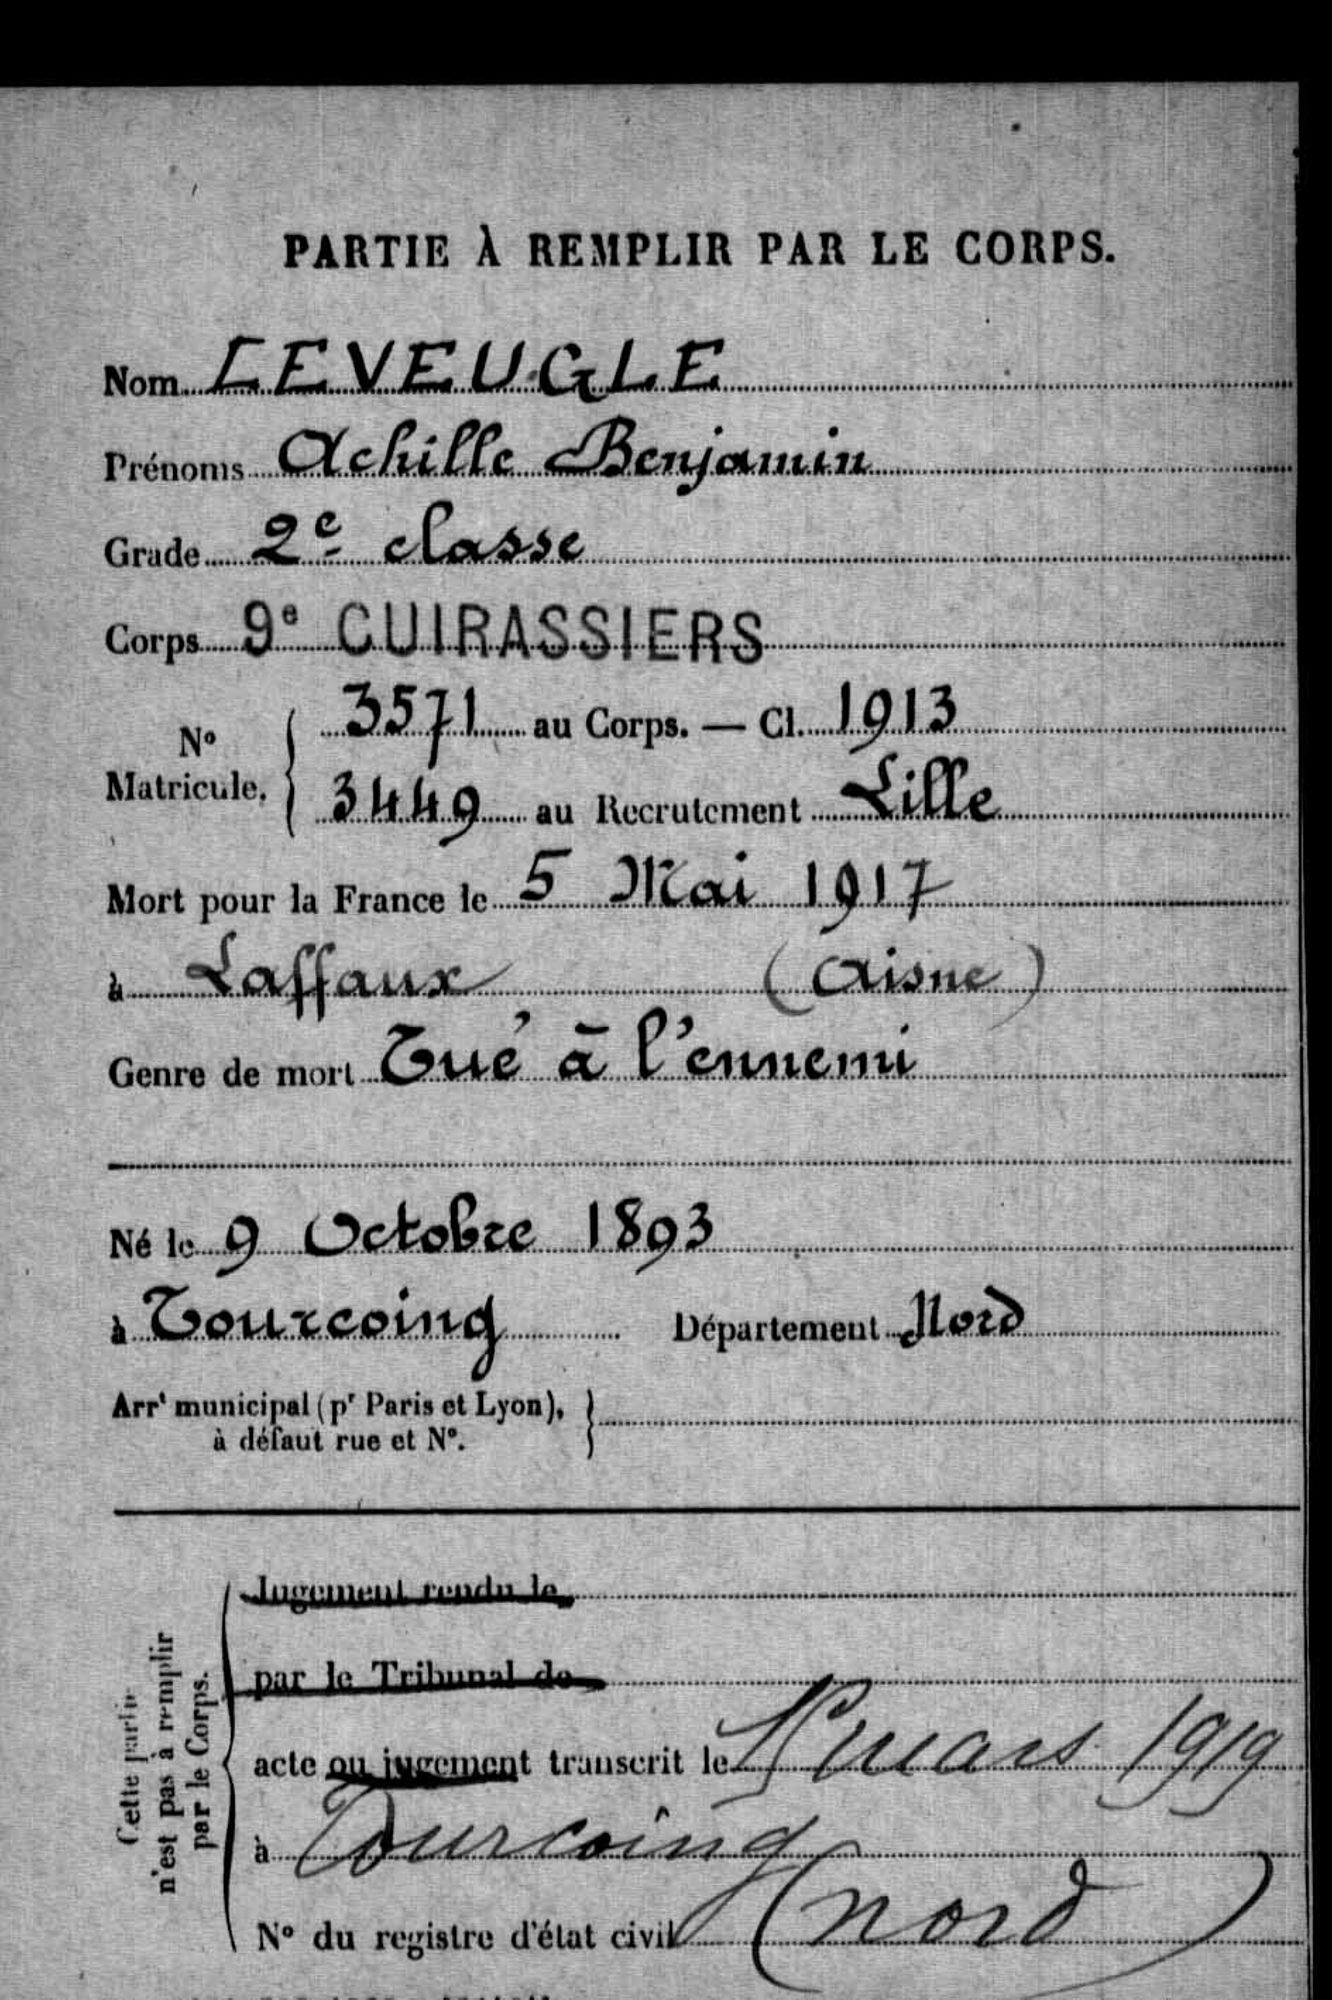 PARTIE À REMPLIR PAR LE CORPS.
Nom LEVEUGLE
Prénoms Achille Benjamin
Grade 2e classe
Corps 9e CUIRASSIERS
No Matricule. 3571 au Corps. — Cl. 1913
3449 au Recrutement Lille
Mort pour la France le 5 Mai 1917
à Laffaux (Aisne)
Genre de mort Tué à l'ennemi
Né le 9 Octobre 1893
à Tourcoing Département Nord
Arrt municipal (pr Paris et Lyon),
à défaut rue et No.
Cette partie
n'est pas à remplir
par le Corps.
Jugement rendu le
par le Tribunal de
acte ou jugement transcrit le mars 1919
à Tourcoing
No du registre d'état civil (nord)